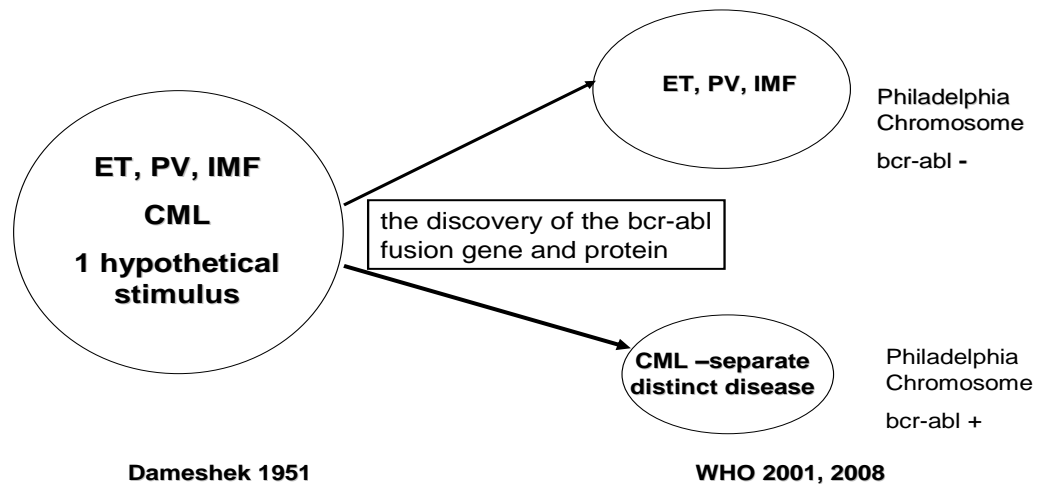 ET, PV, IMF
CML
1 hypothetical
stimulus
the discovery of the bcr-abl
fusion gene and protein
ET, PV, IMF
Philadelphia
Chromosome
bcr-abl -
CML –separate
distinct disease
Philadelphia
Chromosome
bcr-abl +
Dameshek 1951
WHO 2001, 2008